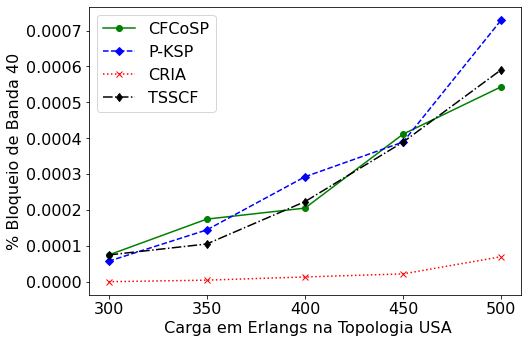 CFCoSP
P-KSP
CRIA
TSSCF
0.0007
0.0006
0.0005
0.0004
0.0003
0.0002
0.0001
0.0000
% Bloqueio de Banda 40
300 350 400 450 500
Carga em Erlangs na Topologia USA